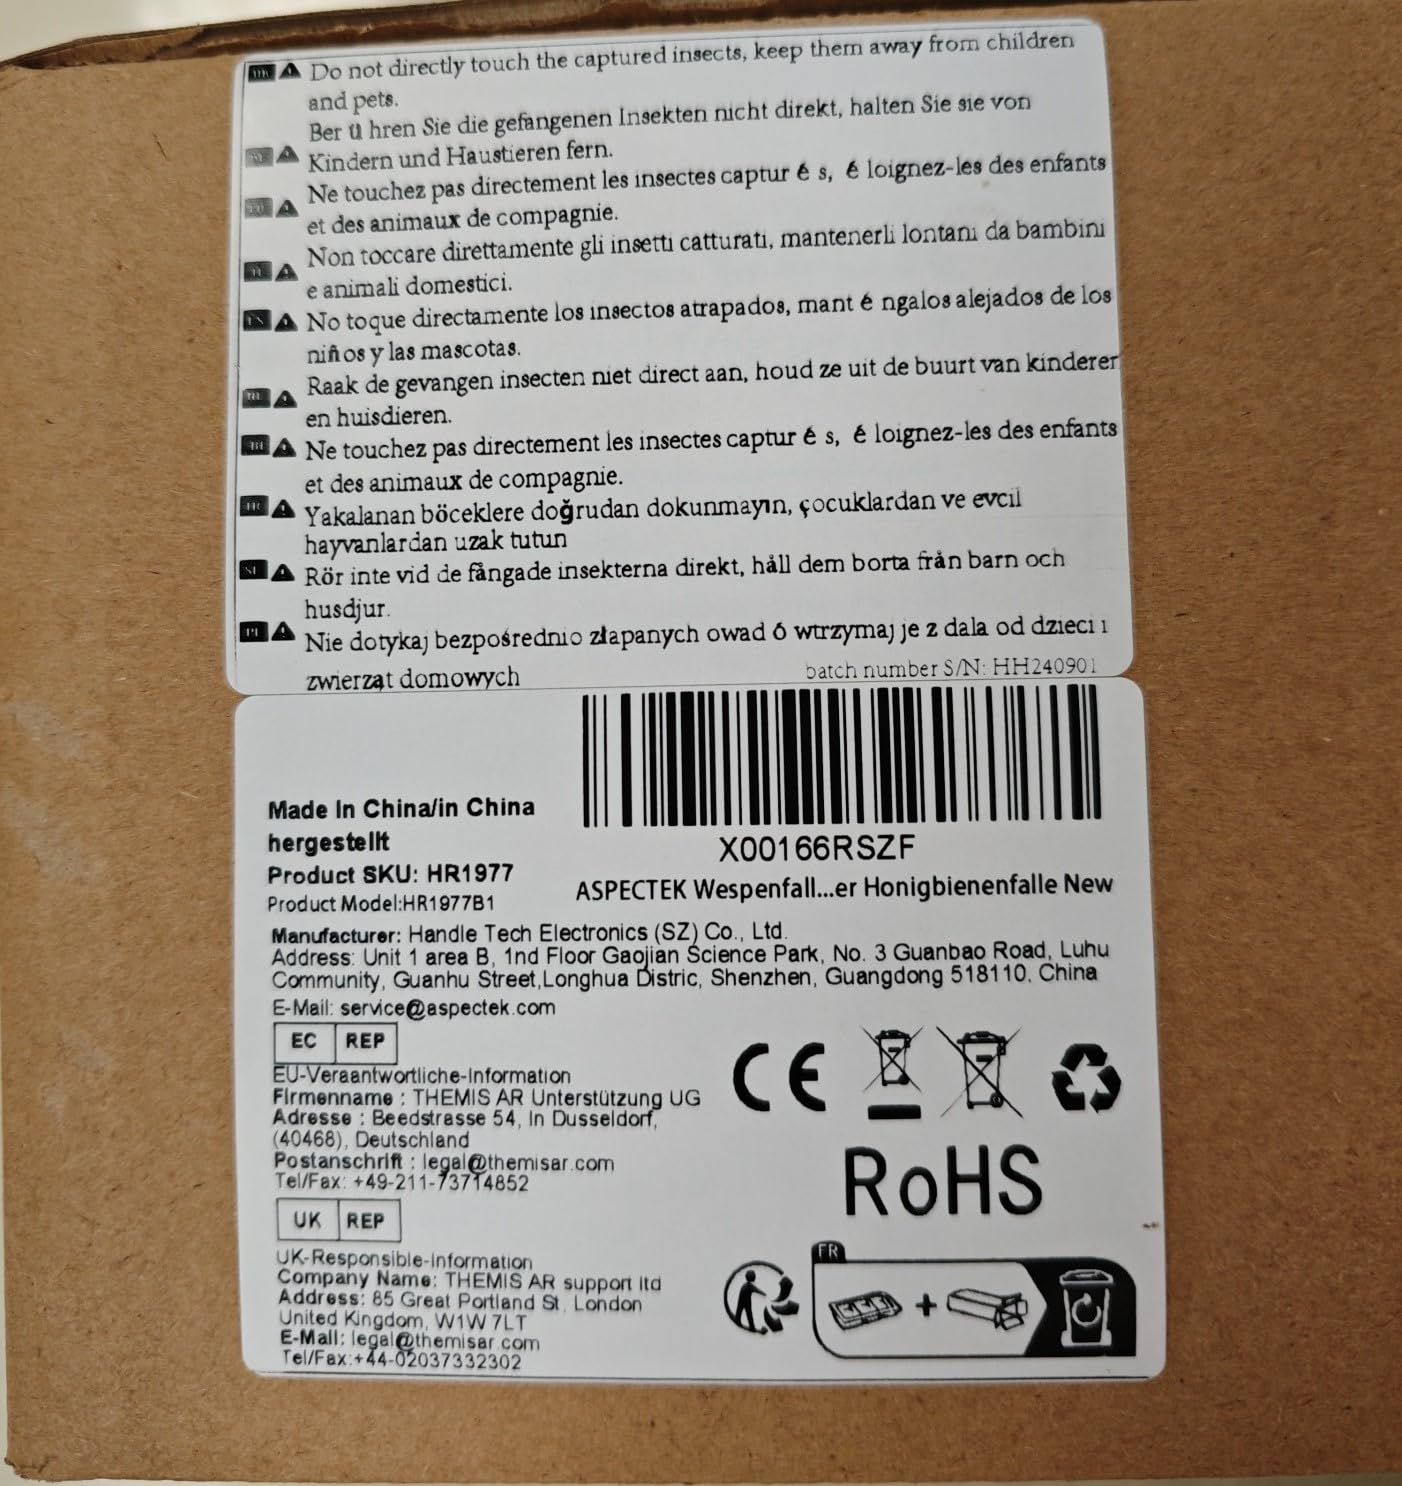 Do not directly touch the captured insects, keep them away from children
and pets.
Ber ü hren Sie die gefangenen Insekten nicht direkt, halten Sie sie von
Kindern und Haustieren fern.
Ne touchez pas directement les insectes captur é s, é loignez-les des enfants
et des animaux de compagnie.
Non toccare direttamente gli insetti catturati, mantenerli lontani da bambini
e animali domestici.
No toque directamente los insectos atrapados, mant é ngalos alejados de los
niños y las mascotas.
Raak de gevangen insecten niet direct aan, houd ze uit de buurt van kinderer
en huisdieren.
Ne touchez pas directement les insectes captur é s, é loignez-les des enfants
et des animaux de compagnie.
Yakalanan böceklere doğrudan dokunmayın, çocuklardan ve evcil
hayvanlardan uzak tutun
SE Rör inte vid de fångade insekterna direkt, håll dem borta från barn och
husdjur.
PL Nie dotykaj bezpośrednio złapanych owad ó wtrzymaj je z dala od dzieci i
zwierząt domowych
batch number S/N: HH240901
Made In China/in China
hergestellt
Product SKU: HR1977
Product Model:HR1977B1
X00166RSZF
ASPECTEK Wespenfall...er Honigbienenfalle New
Manufacturer: Handle Tech Electronics (SZ) Co., Ltd.
Address: Unit 1 area B, 1nd Floor Gaojian Science Park, No. 3 Guanbao Road, Luhu
Community, Guanhu Street,Longhua Distric, Shenzhen, Guangdong 518110. China
E-Mail: service@aspectek.com
EC REP
EU-Veraantwortliche-Information
Firmenname : THEMIS AR Unterstützung UG
Adresse : Beedstrasse 54, In Dusseldorf,
(40468), Deutschland
Postanschrift : legal@themisar.com
Tel/Fax: +49-211-73714852
CE
RoHS
UK REP
UK-Responsible-Information
Company Name: THEMIS AR support ltd
Address: 85 Great Portland St, London
United Kingdom, W1W 7LT
E-Mail: legal@themisar.com
Tel/Fax:+44-02037332302
FR
+